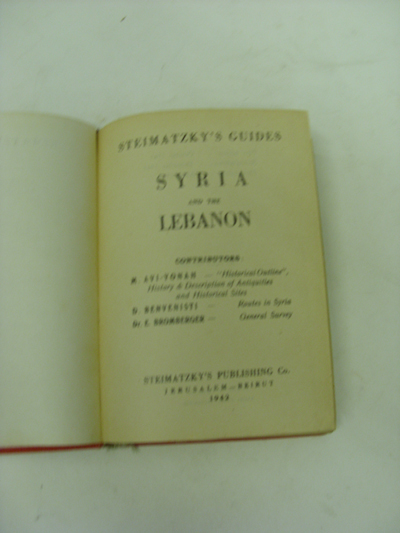 STEIMATZKY'S GUIDES
SYRIA
AND THE
LEBANON
CONTRIBUTORS:
M. AVI-YONAH — "Historical Outline",
History & Description of Antiquities
and Historical Sites
D. BENVENISTI — Routes in Syria
Dr E. BROMBERGER — General Survey
STEIMATZKY'S PUBLISHING Co.
JERUSALEM—BEIRUT